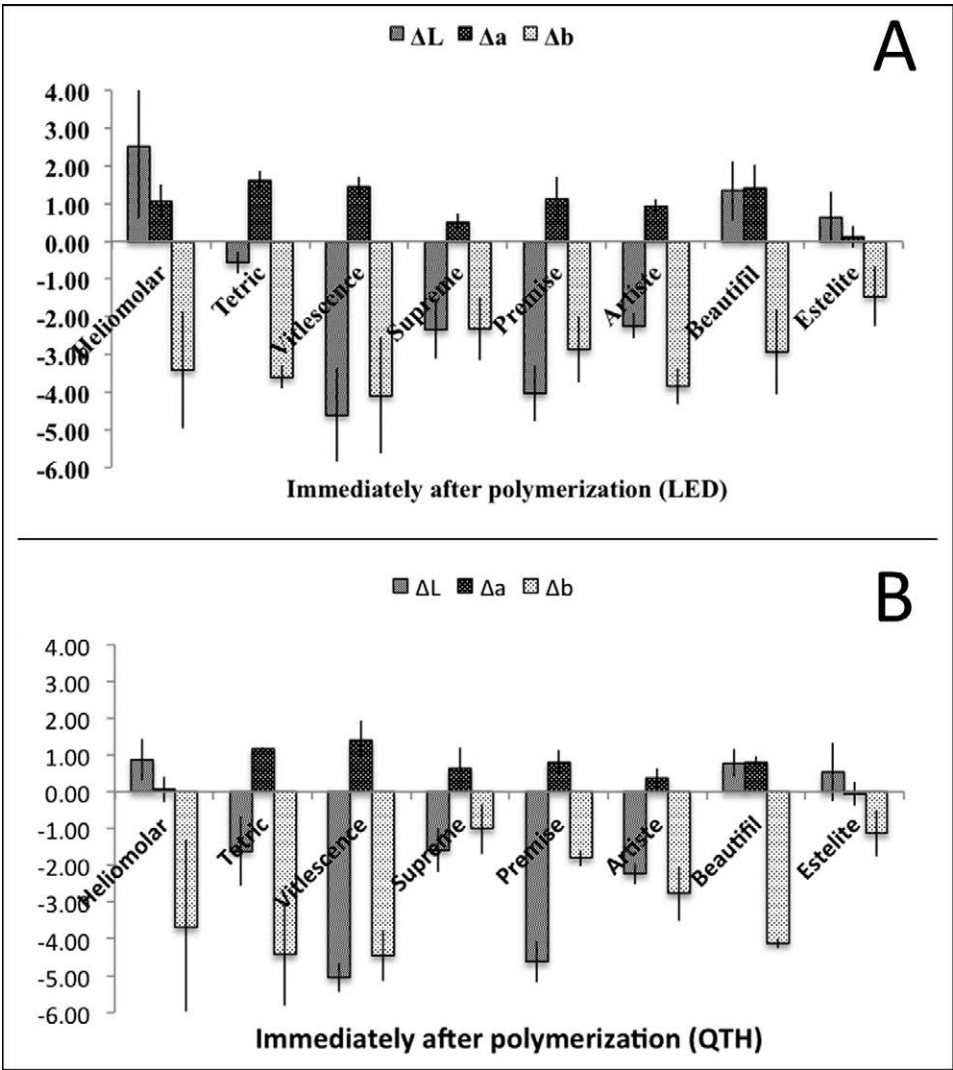 A
ΔL Δa Δb
4.00
3.00
2.00
1.00
0.00
-1.00
-2.00
-3.00
-4.00
-5.00
-6.00
Heliomolar Tetric Vitlescence Supreme Premise Artiste Beautifil Estelite
Immediately after polymerization (LED)
B
ΔL Δa Δb
4.00
3.00
2.00
1.00
0.00
-1.00
-2.00
-3.00
-4.00
-5.00
-6.00
Heliomolar Tetric Vitlescence Supreme Premise Artiste Beautifil Estelite
Immediately after polymerization (QTH)